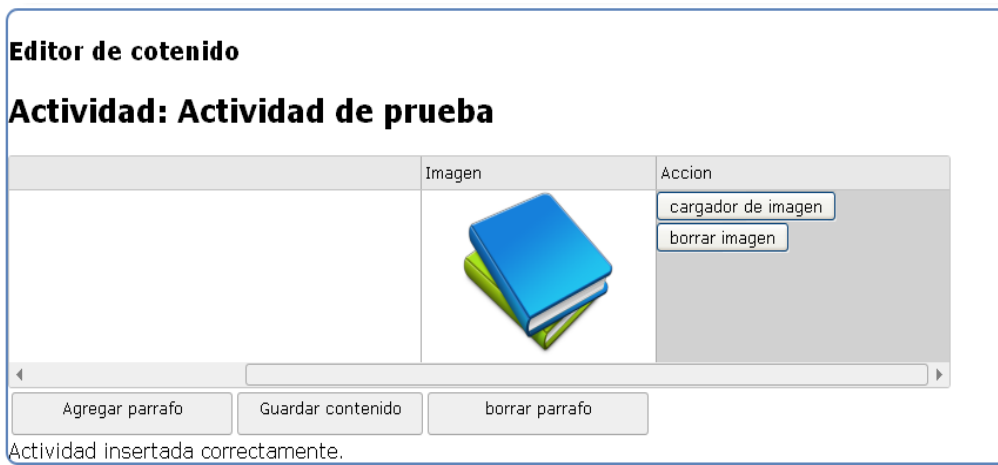 Editor de cotenido
Actividad: Actividad de prueba
Imagen Accion
cargador de imagen
borrar imagen
Agregar parrafo Guardar contenido borrar parrafo
Actividad insertada correctamente.